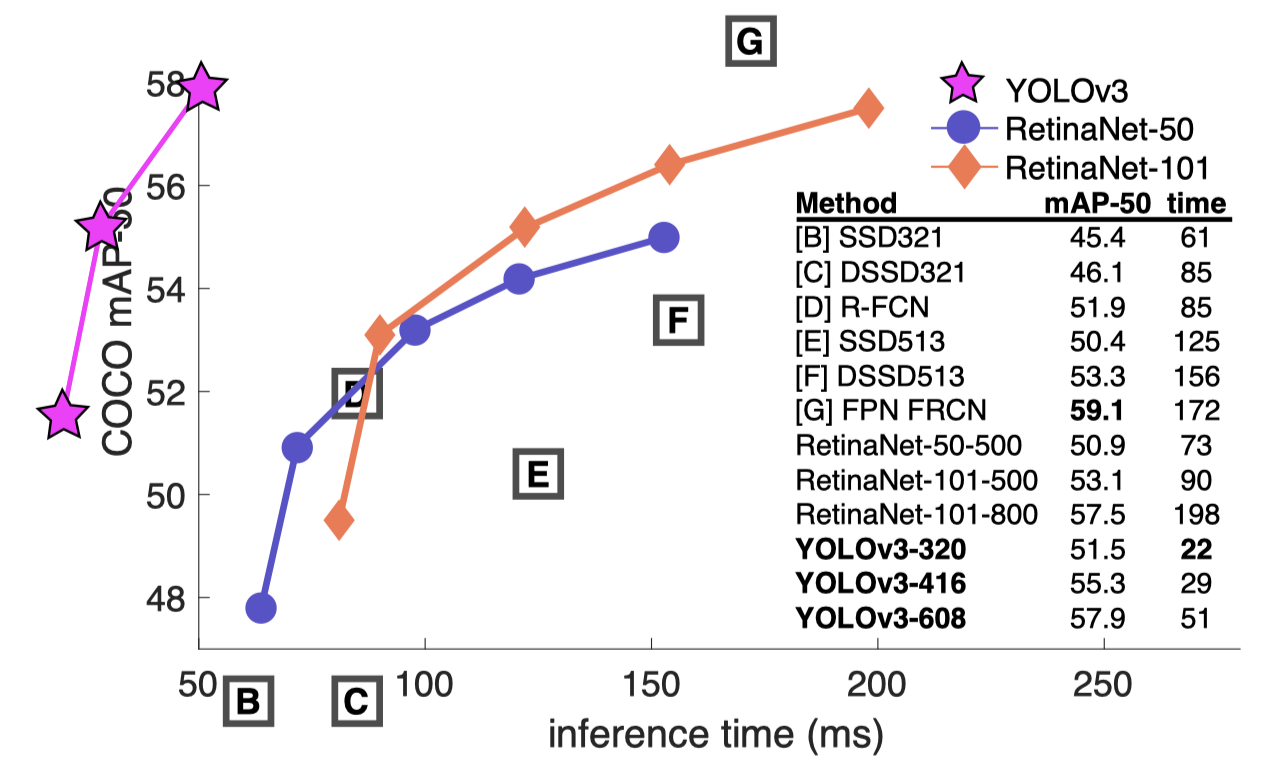 G
58
YOLOv3
RetinaNet-50
RetinaNet-101
56
COCO mAP-50
54
F
D
52
E
50
48
Method mAP-50 time
[B] SSD321 45.4 61
[C] DSSD321 46.1 85
[D] R-FCN 51.9 85
[E] SSD513 50.4 125
[F] DSSD513 53.3 156
[G] FPN FRCN 59.1 172
RetinaNet-50-500 50.9 73
RetinaNet-101-500 53.1 90
RetinaNet-101-800 57.5 198
YOLOv3-320 51.5 22
YOLOv3-416 55.3 29
YOLOv3-608 57.9 51
50 100 150 200 250
B C
inference time (ms)